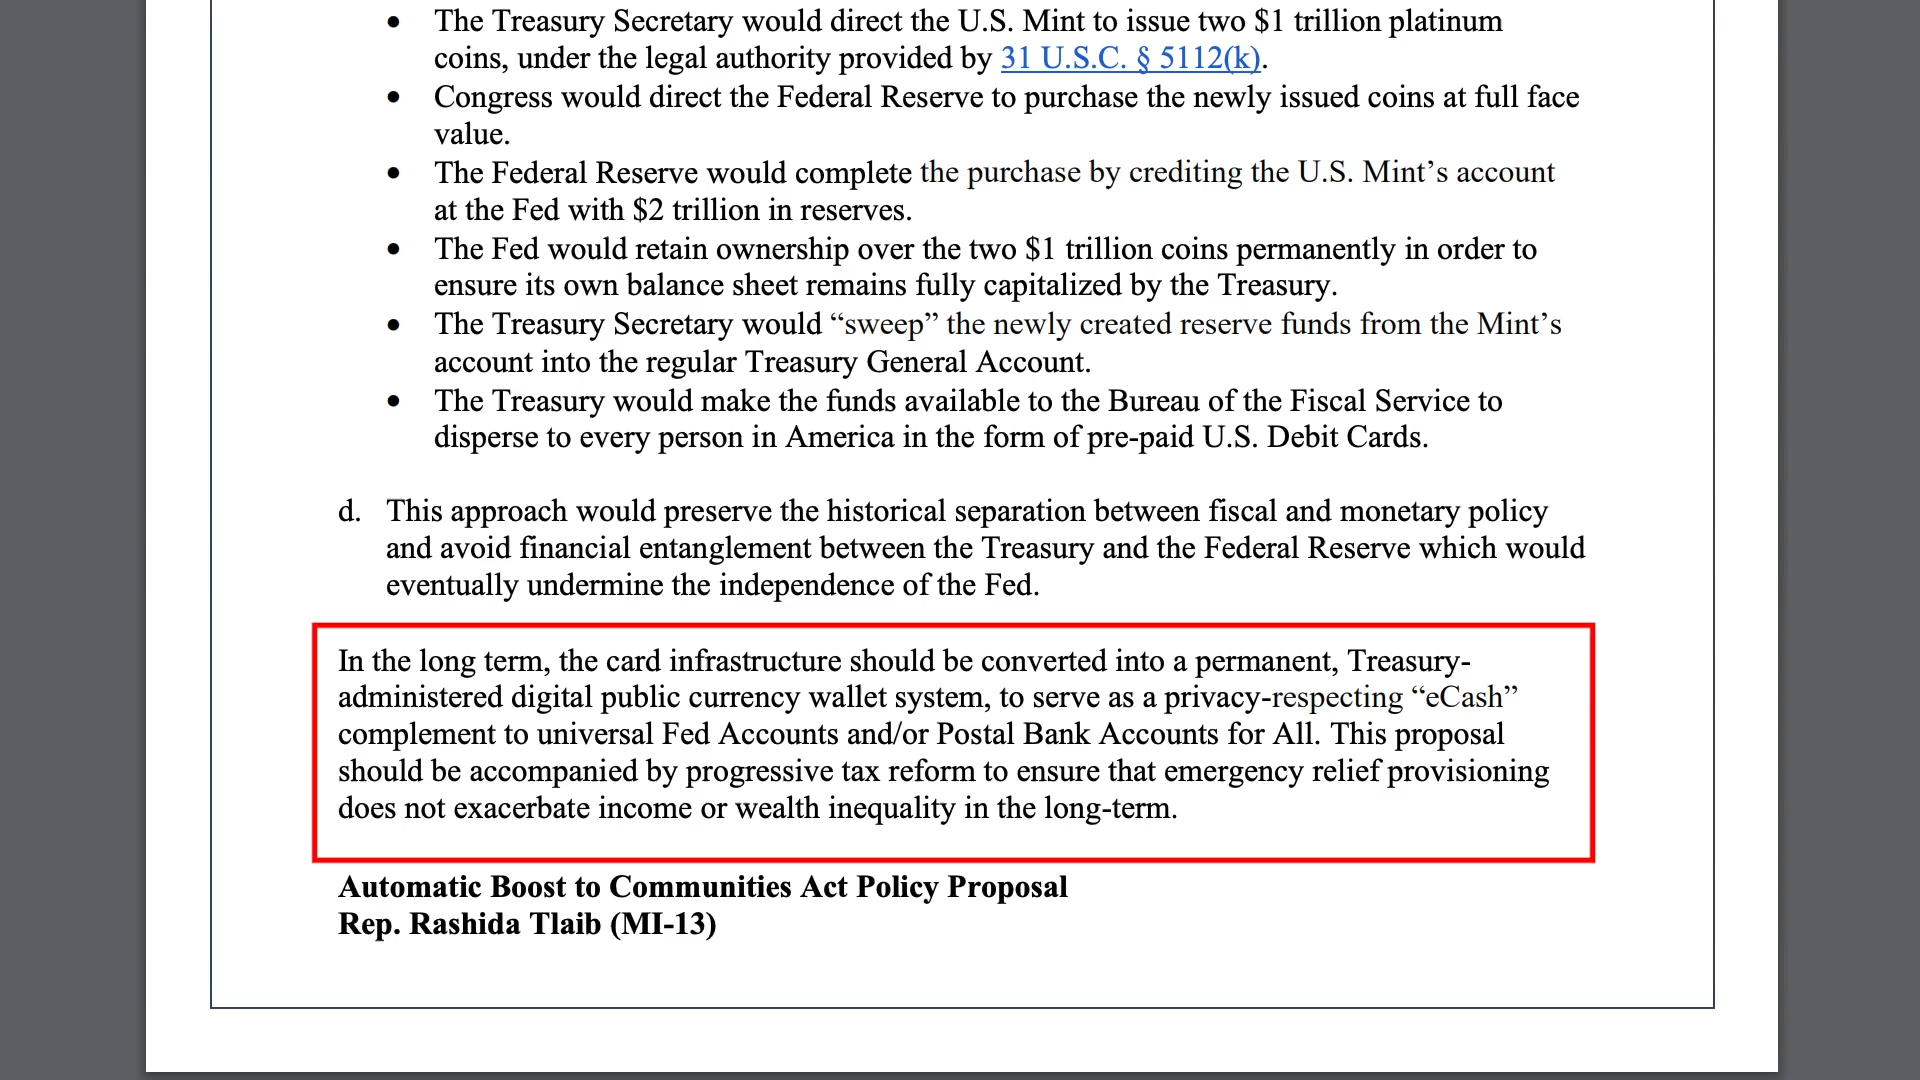 • The Treasury Secretary would direct the U.S. Mint to issue two $1 trillion platinum
coins, under the legal authority provided by 31 U.S.C. § 5112(k).
• Congress would direct the Federal Reserve to purchase the newly issued coins at full face
value.
• The Federal Reserve would complete the purchase by crediting the U.S. Mint’s account
at the Fed with $2 trillion in reserves.
• The Fed would retain ownership over the two $1 trillion coins permanently in order to
ensure its own balance sheet remains fully capitalized by the Treasury.
• The Treasury Secretary would “sweep” the newly created reserve funds from the Mint’s
account into the regular Treasury General Account.
• The Treasury would make the funds available to the Bureau of the Fiscal Service to
disperse to every person in America in the form of pre-paid U.S. Debit Cards.
d. This approach would preserve the historical separation between fiscal and monetary policy
and avoid financial entanglement between the Treasury and the Federal Reserve which would
eventually undermine the independence of the Fed.
In the long term, the card infrastructure should be converted into a permanent, Treasury-
administered digital public currency wallet system, to serve as a privacy-respecting “eCash”
complement to universal Fed Accounts and/or Postal Bank Accounts for All. This proposal
should be accompanied by progressive tax reform to ensure that emergency relief provisioning
does not exacerbate income or wealth inequality in the long-term.
Automatic Boost to Communities Act Policy Proposal
Rep. Rashida Tlaib (MI-13)